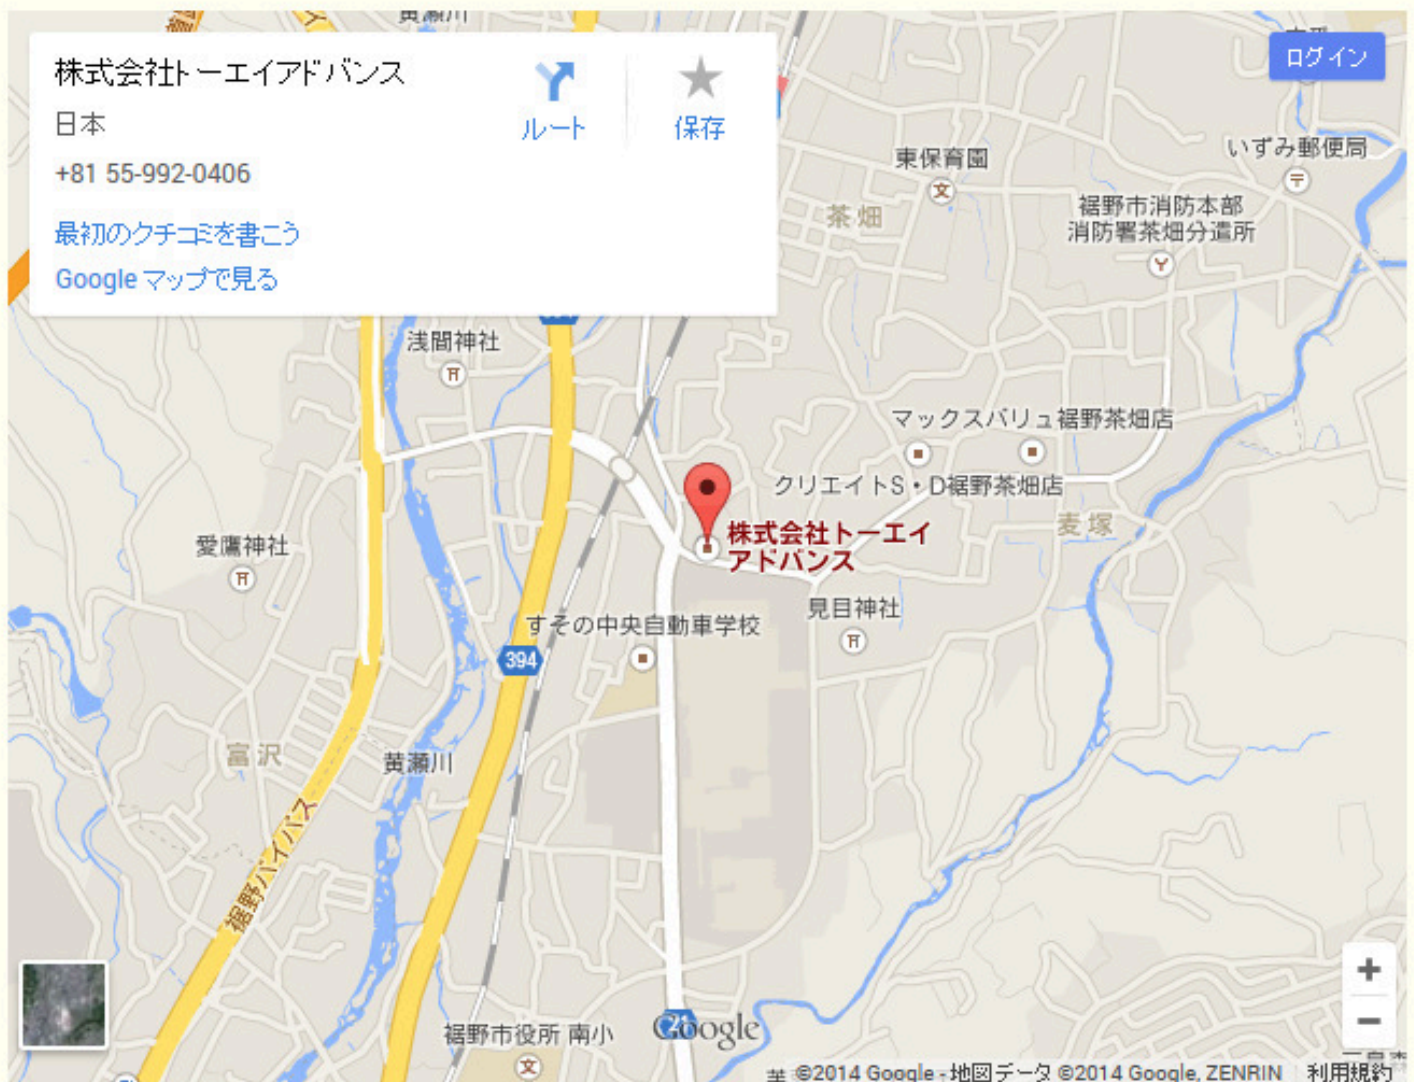 黄瀬川
株式会社トーエイアドバンス
日本
+81 55-992-0406
最初のクチコミを書こう
Google マップで見る
ルート
保存
ログイン
東保育園
いずみ郵便局
茶畑
裾野市消防本部
消防署茶畑分遣所
浅間神社
マックスバリュ裾野茶畑店
クリエイトS・D裾野茶畑店
麦塚
株式会社トーエイ
アドバンス
愛鷹神社
見目神社
すその中央自動車学校
394
富沢
黄瀬川
裾野バイパス
裾野市役所 南小
21
Google
©2014 Google - 地図データ ©2014 Google, ZENRIN
利用規約